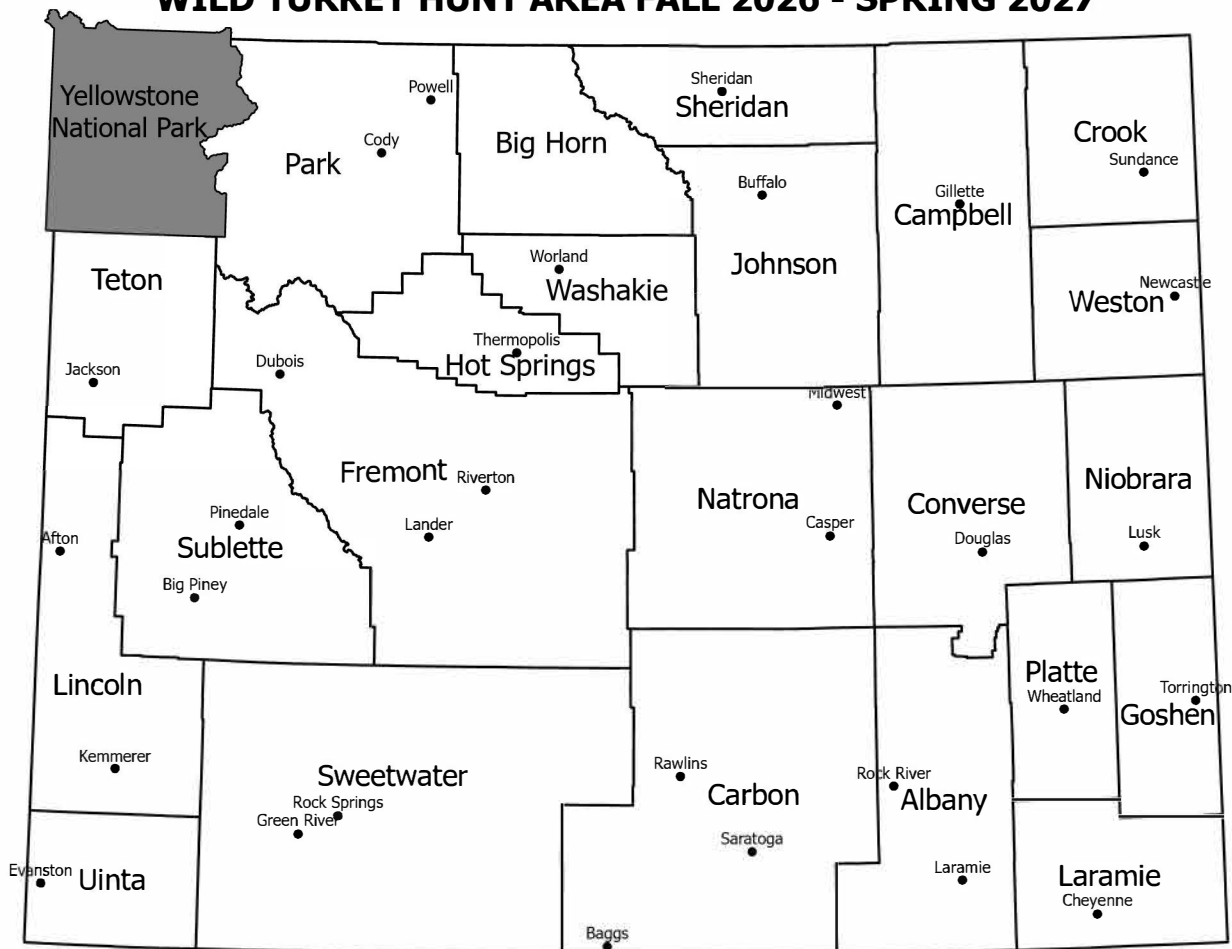 WILD TURKEY HUNT AREA FALL 2026 - SPRING 2027
Yellowstone
National Park
Park
Cody
Powell
Big Horn
Sheridan
Sheridan
Buffalo
Johnson
Gillette
Campbell
Crook
Sundance
Newcastle
Weston
Teton
Jackson
Worland
Washakie
Thermopolis
Hot Springs
Dubois
Fremont
Riverton
Lander
Pinedale
Sublette
Big Piney
Afton
Midwest
Natrona
Casper
Converse
Douglas
Niobrara
Lusk
Lincoln
Kemmerer
Sweetwater
Rock Springs
Green River
Evanston
Uinta
Rawlins
Carbon
Saratoga
Baggs
Rock River
Albany
Laramie
Platte
Wheatland
Torrington
Goshen
Laramie
Cheyenne